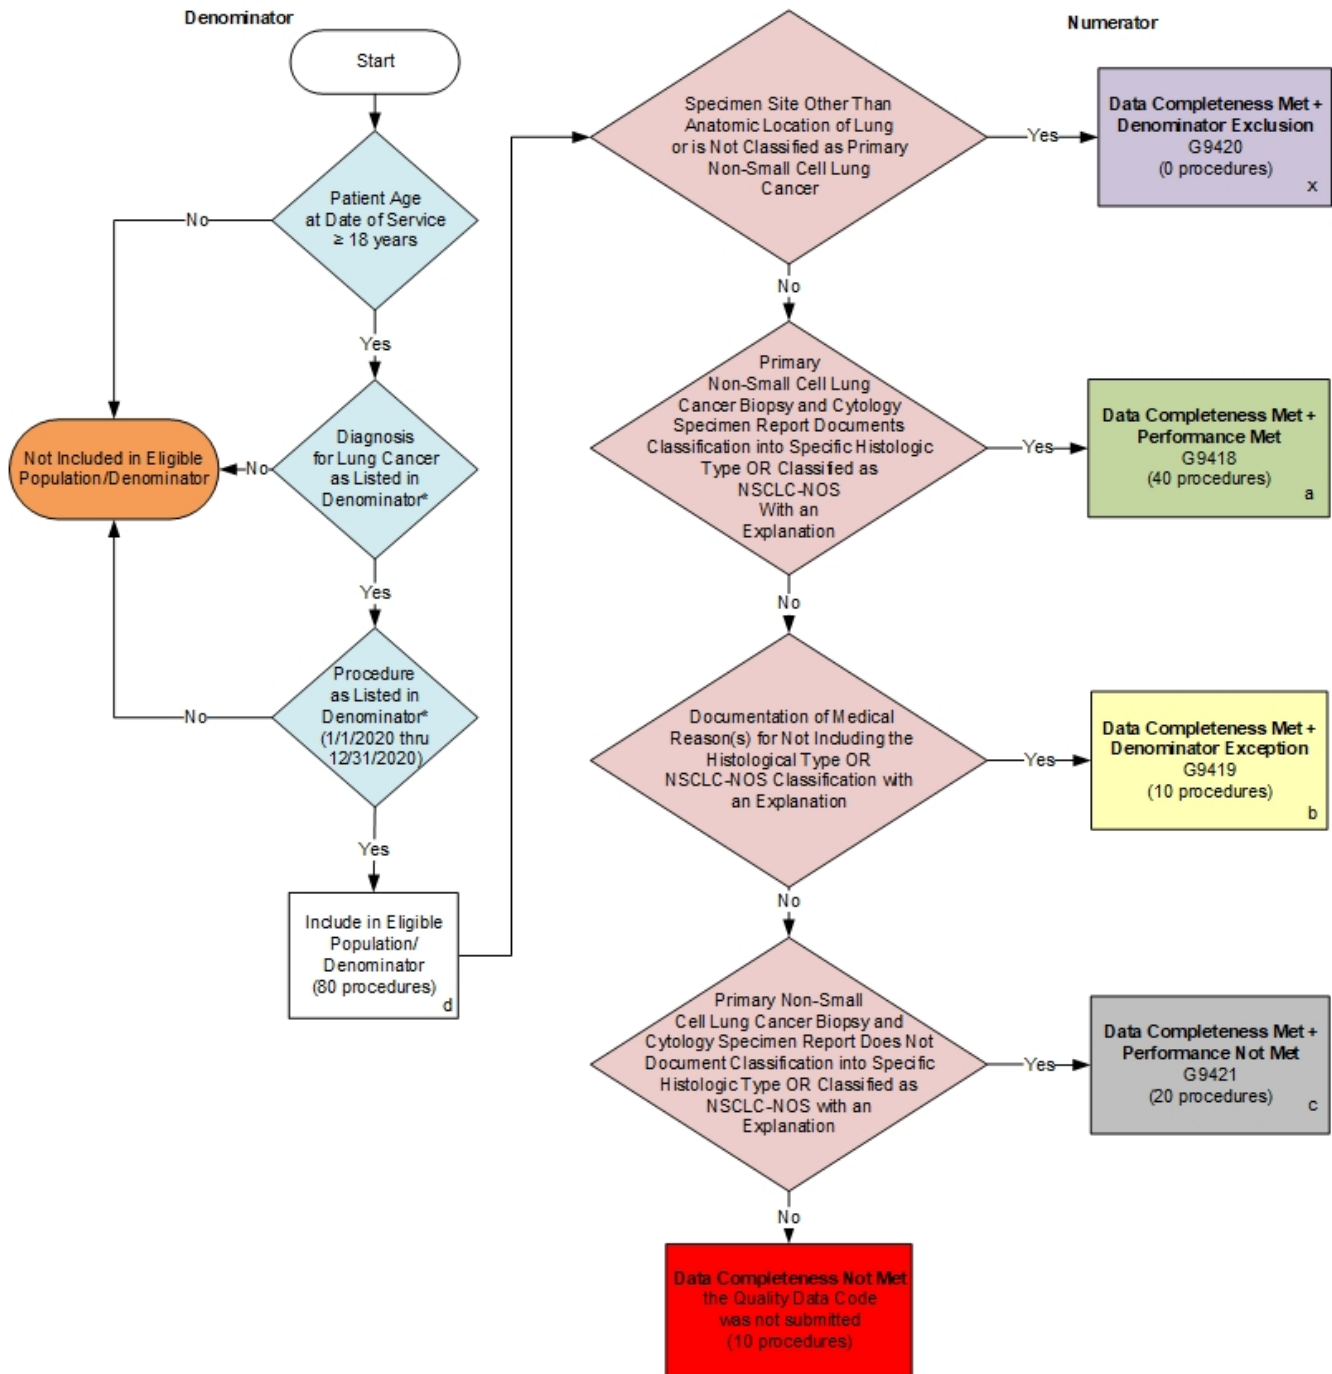 Denominator
Start
Patient Age
at Date of Service
≥ 18 years
No
Yes
Diagnosis
for Lung Cancer
as Listed in
Denominator*
No
Not Included in Eligible
Population/Denominator
Yes
Procedure
as Listed in
Denominator*
(1/1/2020 thru
12/31/2020)
No
Yes
Include in Eligible
Population/
Denominator
(80 procedures)
d
Numerator
Specimen Site Other Than
Anatomic Location of Lung
or is Not Classified as Primary
Non-Small Cell Lung
Cancer
Yes
Data Completeness Met +
Denominator Exclusion
G9420
(0 procedures)
x
No
Primary
Non-Small Cell Lung
Cancer Biopsy and Cytology
Specimen Report Documents
Classification into Specific Histologic
Type OR Classified as
NSCLC-NOS
With an
Explanation
Yes
Data Completeness Met +
Performance Met
G9418
(40 procedures)
a
No
Documentation of Medical
Reason(s) for Not Including the
Histological Type OR
NSCLC-NOS Classification with
an Explanation
Yes
Data Completeness Met +
Denominator Exception
G9419
(10 procedures)
b
No
Primary Non-Small
Cell Lung Cancer Biopsy and
Cytology Specimen Report Does Not
Document Classification into Specific
Histologic Type OR Classified as
NSCLC-NOS with an
Explanation
Yes
Data Completeness Met +
Performance Not Met
G9421
(20 procedures)
c
No
Data Completeness Not Met
the Quality Data Code
was not submitted
(10 procedures)